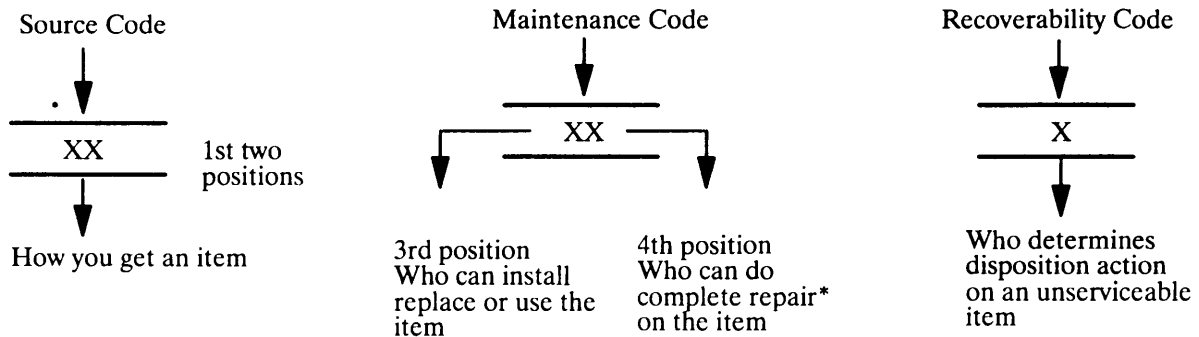 Source Code
XX
1st two
positions
How you get an item
Maintenance Code
XX
3rd position
Who can install
replace or use the
item
4th position
Who can do
complete repair*
on the item
Recoverability Code
X
Who determines
disposition action
on an unserviceable
item